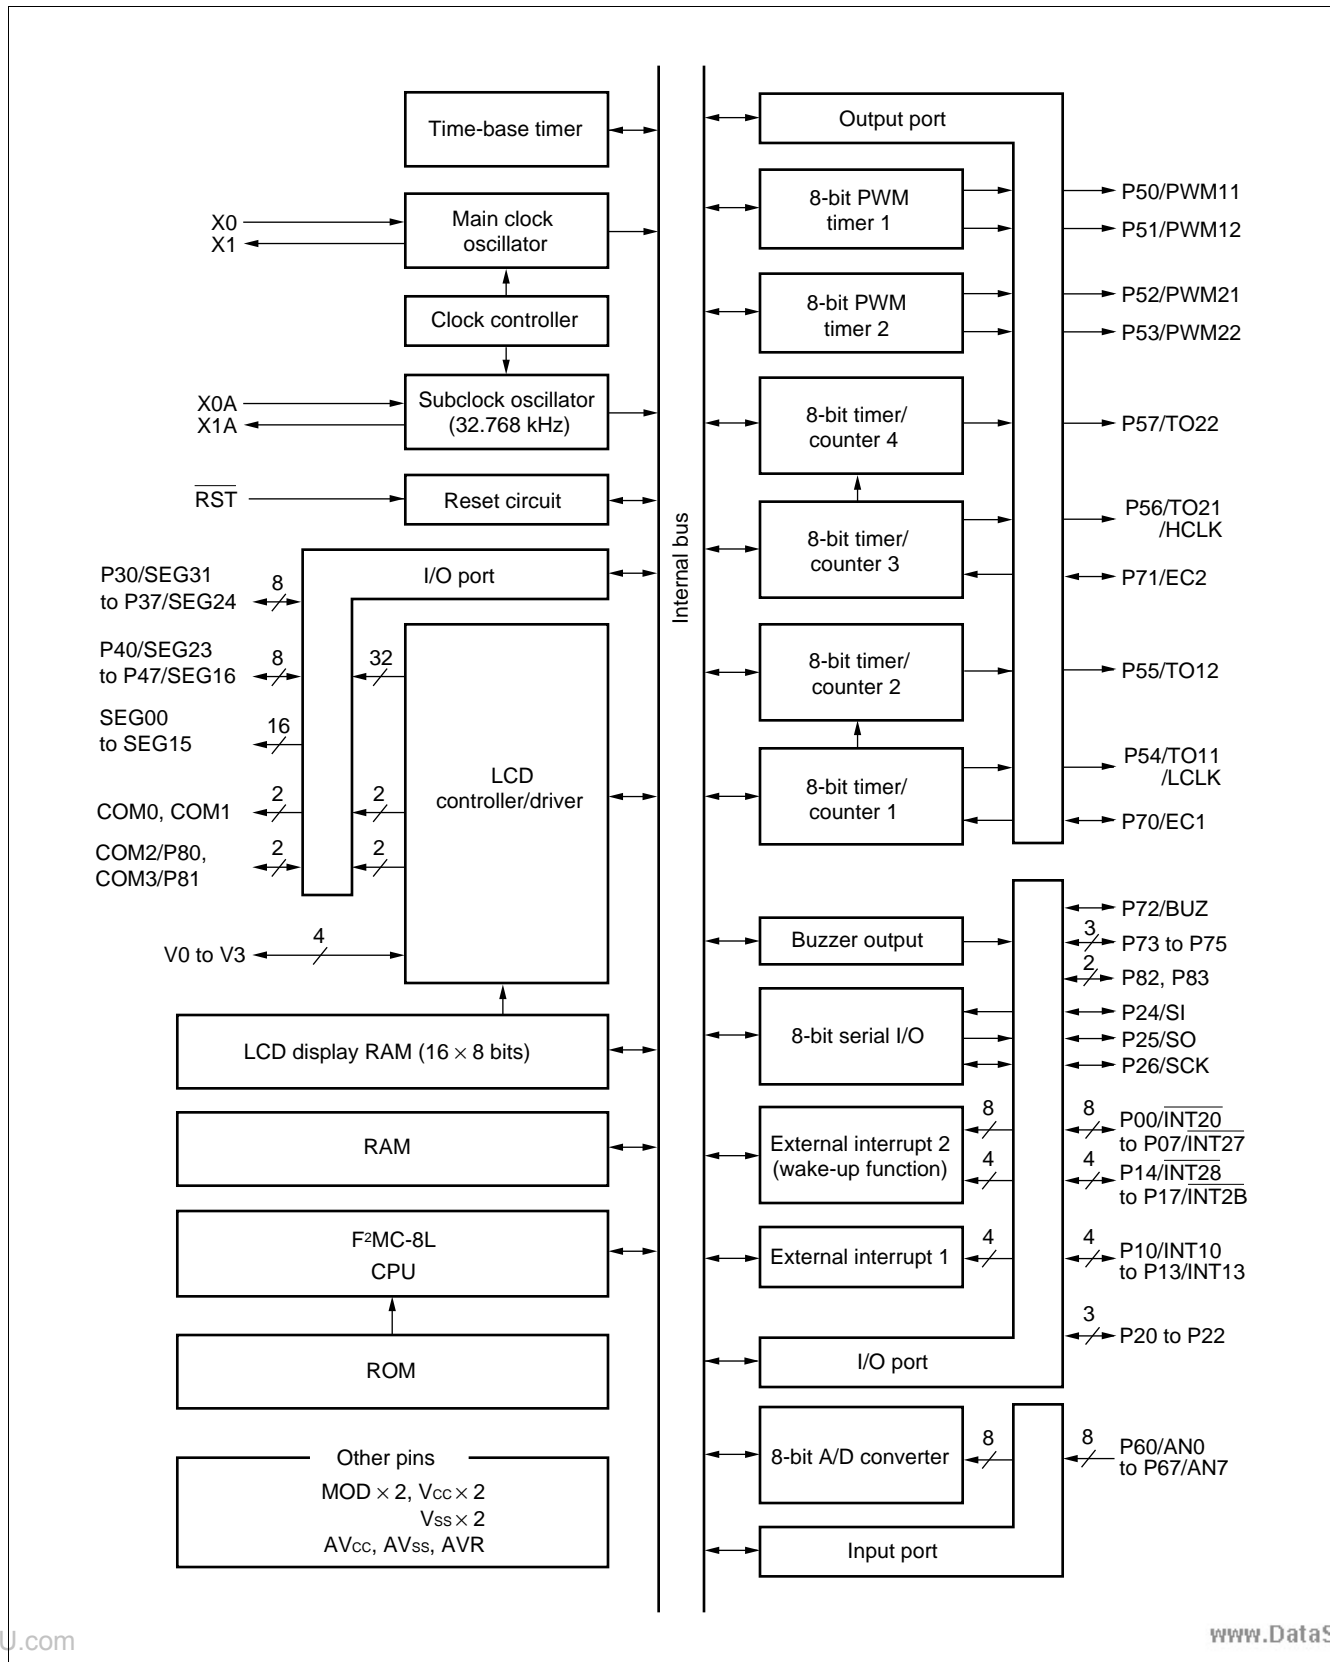 Time-base timer
X0
X1
Main clock
oscillator
Clock controller
X0A
X1A
Subclock oscillator
(32.768 kHz)
RST
Reset circuit
I/O port
P30/SEG31
to P37/SEG24
8
P40/SEG23
to P47/SEG16
8
32
SEG00
to SEG15
16
LCD
controller/driver
COM0, COM1
2
2
COM2/P80,
COM3/P81
2
2
V0 to V3
4
LCD display RAM (16 × 8 bits)
RAM
F²MC-8L
CPU
ROM
Other pins
MOD × 2, VCC × 2
VSS × 2
AVCC, AVSS, AVR
Internal bus
Output port
8-bit PWM
timer 1
P50/PWM11
P51/PWM12
8-bit PWM
timer 2
P52/PWM21
P53/PWM22
8-bit timer/
counter 4
P57/TO22
8-bit timer/
counter 3
P56/TO21
/HCLK
P71/EC2
8-bit timer/
counter 2
P55/TO12
8-bit timer/
counter 1
P54/TO11
/LCLK
P70/EC1
Buzzer output
P72/BUZ
3
P73 to P75
2
P82, P83
8-bit serial I/O
P24/SI
P25/SO
P26/SCK
External interrupt 2
(wake-up function)
8
8
P00/INT20
to P07/INT27
4
4
P14/INT28
to P17/INT2B
External interrupt 1
4
4
P10/INT10
to P13/INT13
3
P20 to P22
I/O port
8-bit A/D converter
8
8
P60/AN0
to P67/AN7
Input port
U.com
www.DataS